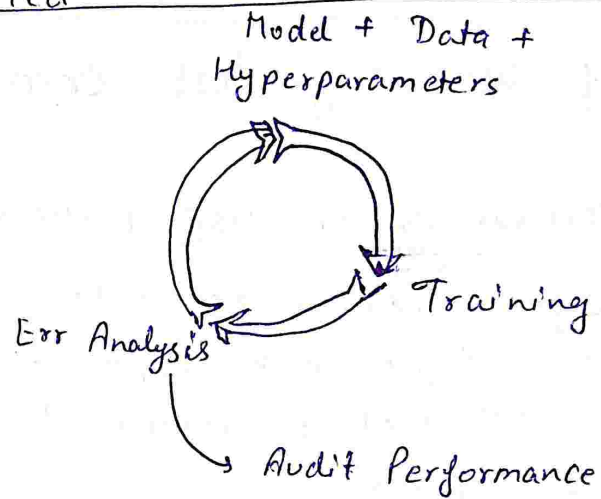 Model + Data +
Hyperparameters
Training
Err Analysis
Audit Performance